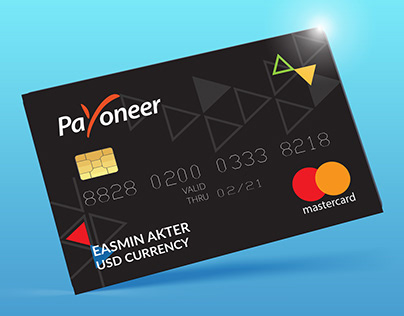 Payoneer
8828 0200 0333 8218
VALID
THRU 02/21
EASMIN AKTER
USD CURRENCY
mastercard